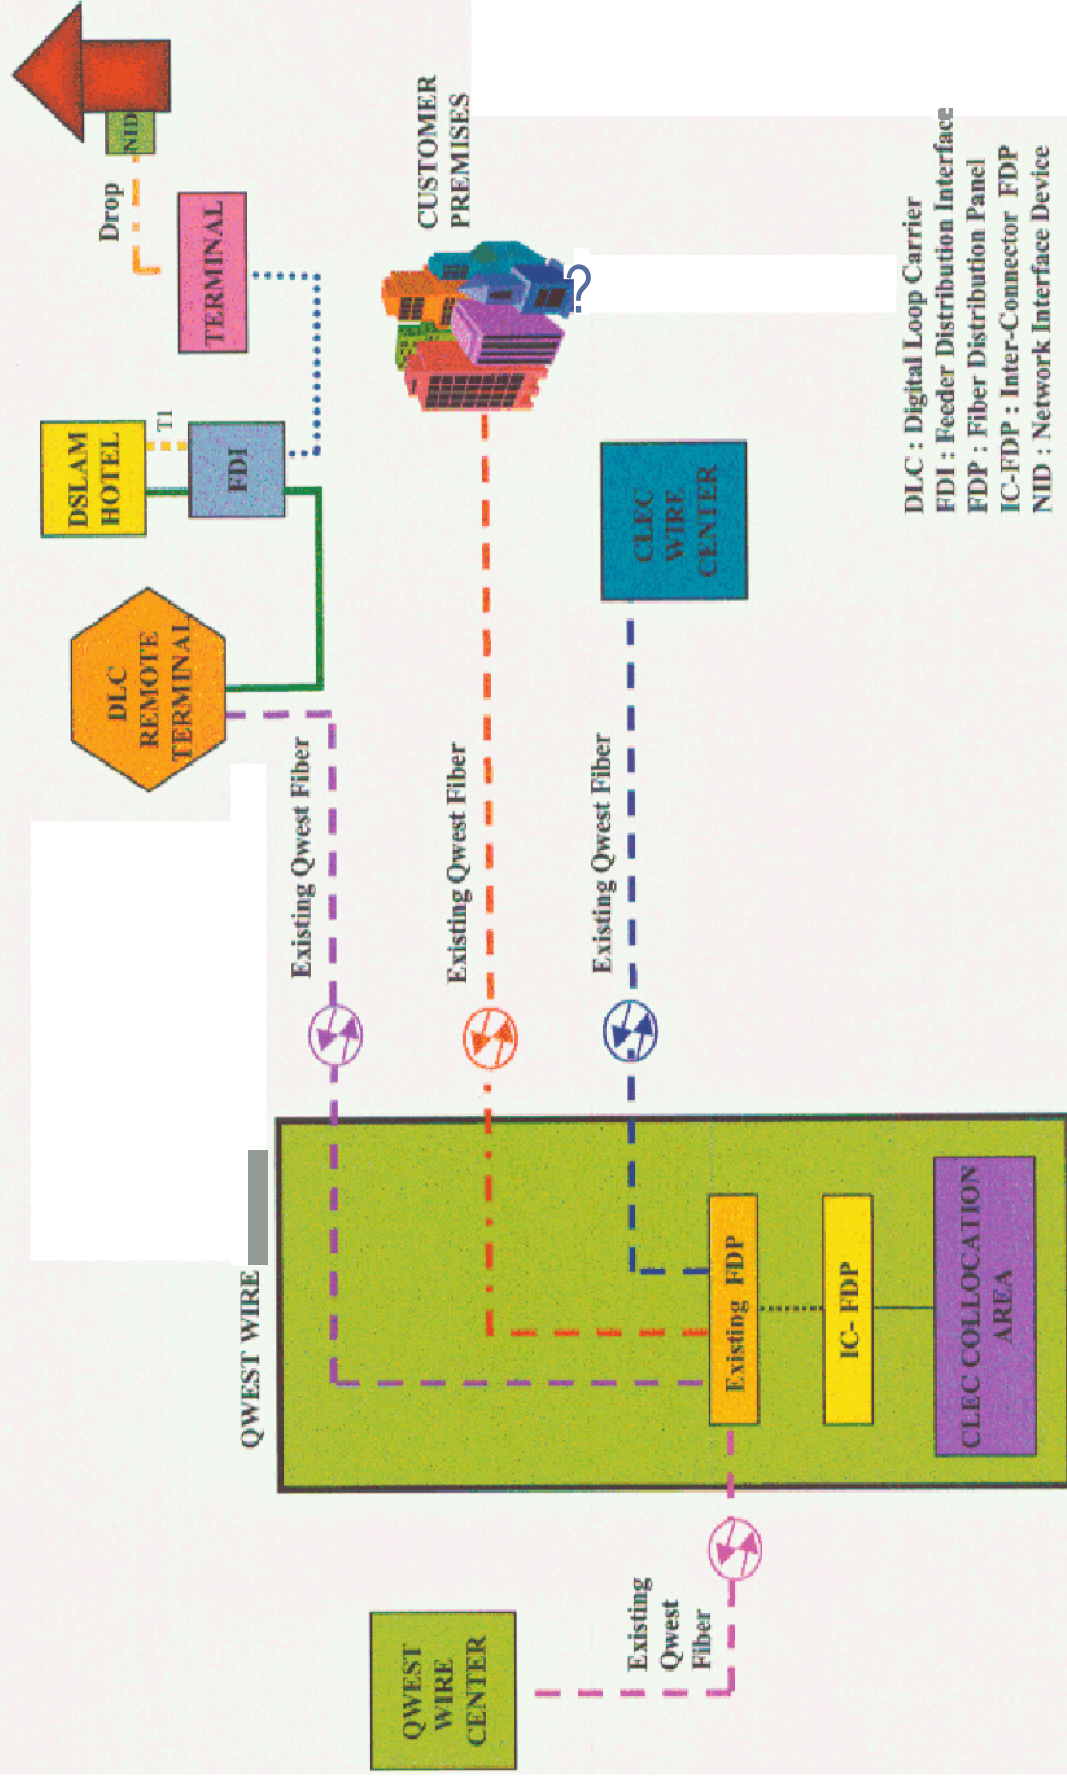 NID
Drop
TERMINAL
DSLAM
HOTEL
T1
FDI
DLC
REMOTE
TERMINAL
CUSTOMER
PREMISES
?
CLEC
WIRE
CENTER
Existing Qwest Fiber
Existing Qwest Fiber
Existing Qwest Fiber
QWEST WIRE
Existing FDP
IC- FDP
CLEC COLLOCATION
AREA
QWEST
WIRE
CENTER
Existing
Qwest
Fiber
DLC : Digital Loop Carrier
FDI : Feeder Distribution Interface
FDP : Fiber Distribution Panel
IC-FDP : Inter-Connector FDP
NID : Network Interface Device